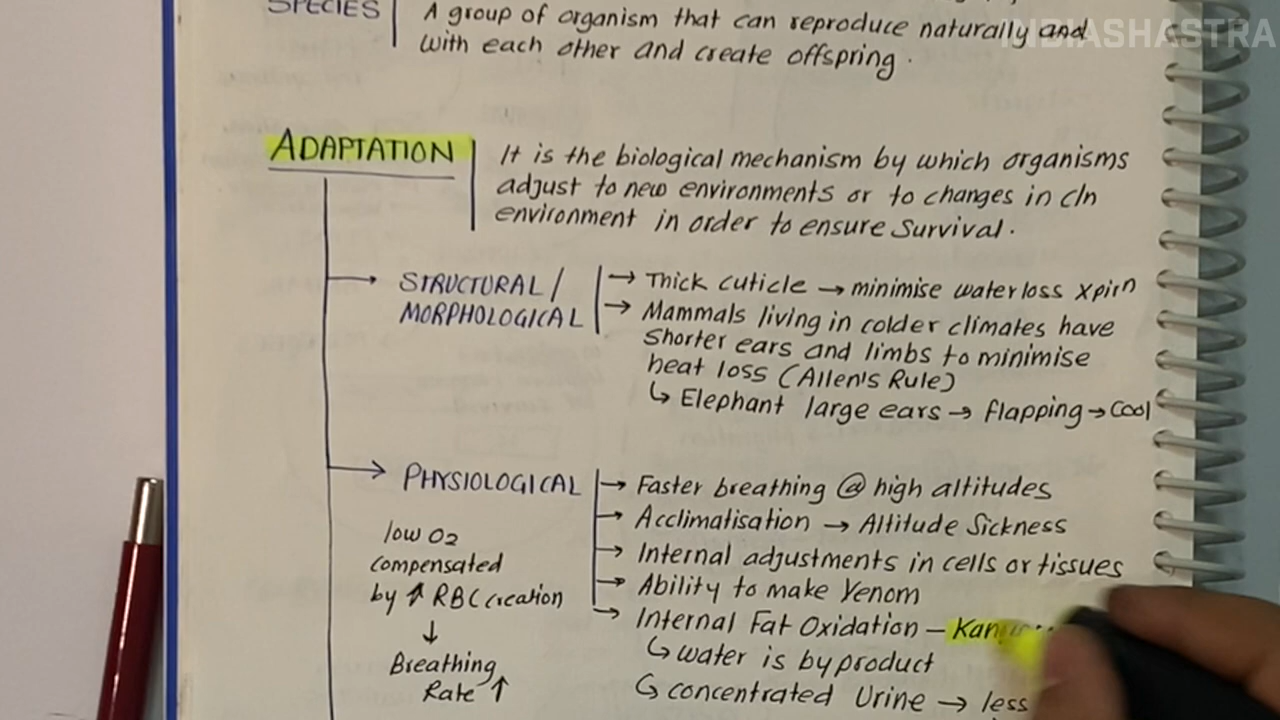 INDIASHASTRA
SPECIES
A group of organism that can reproduce naturally and
with each other and create offspring.
ADAPTATION
It is the biological mechanism by which organisms
adjust to new environments or to changes in c/n
environment in order to ensure survival.
STRUCTURAL /
MORPHOLOGICAL
→ Thick cuticle → minimise water loss xpirn
→ Mammals living in colder climates have
shorter ears and limbs to minimise
heat loss (Allen's Rule)
↳ Elephant large ears → flapping → cool
PHYSIOLOGICAL
→ Faster breathing @ high altitudes
→ Acclimatisation → Altitude Sickness
→ Internal adjustments in cells or tissues
→ Ability to make Venom
→ Internal Fat Oxidation –
↳ water is by product
↳ concentrated Urine → less
low O2
compensated
by ↑ RBC creation
↓
Breathing
Rate ↑